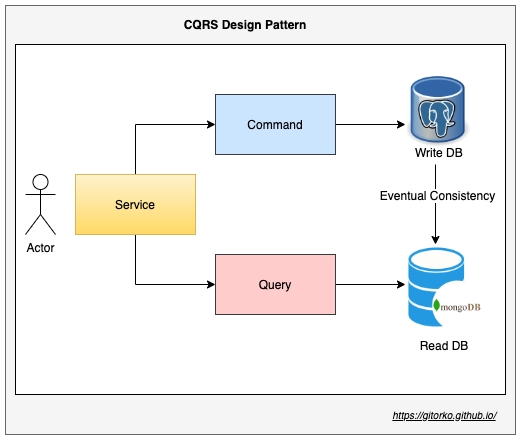 CQRS Design Pattern
Command
Write DB
Eventual Consistency
Service
Actor
Query
mongoDB
Read DB
https://gitorko.github.io/